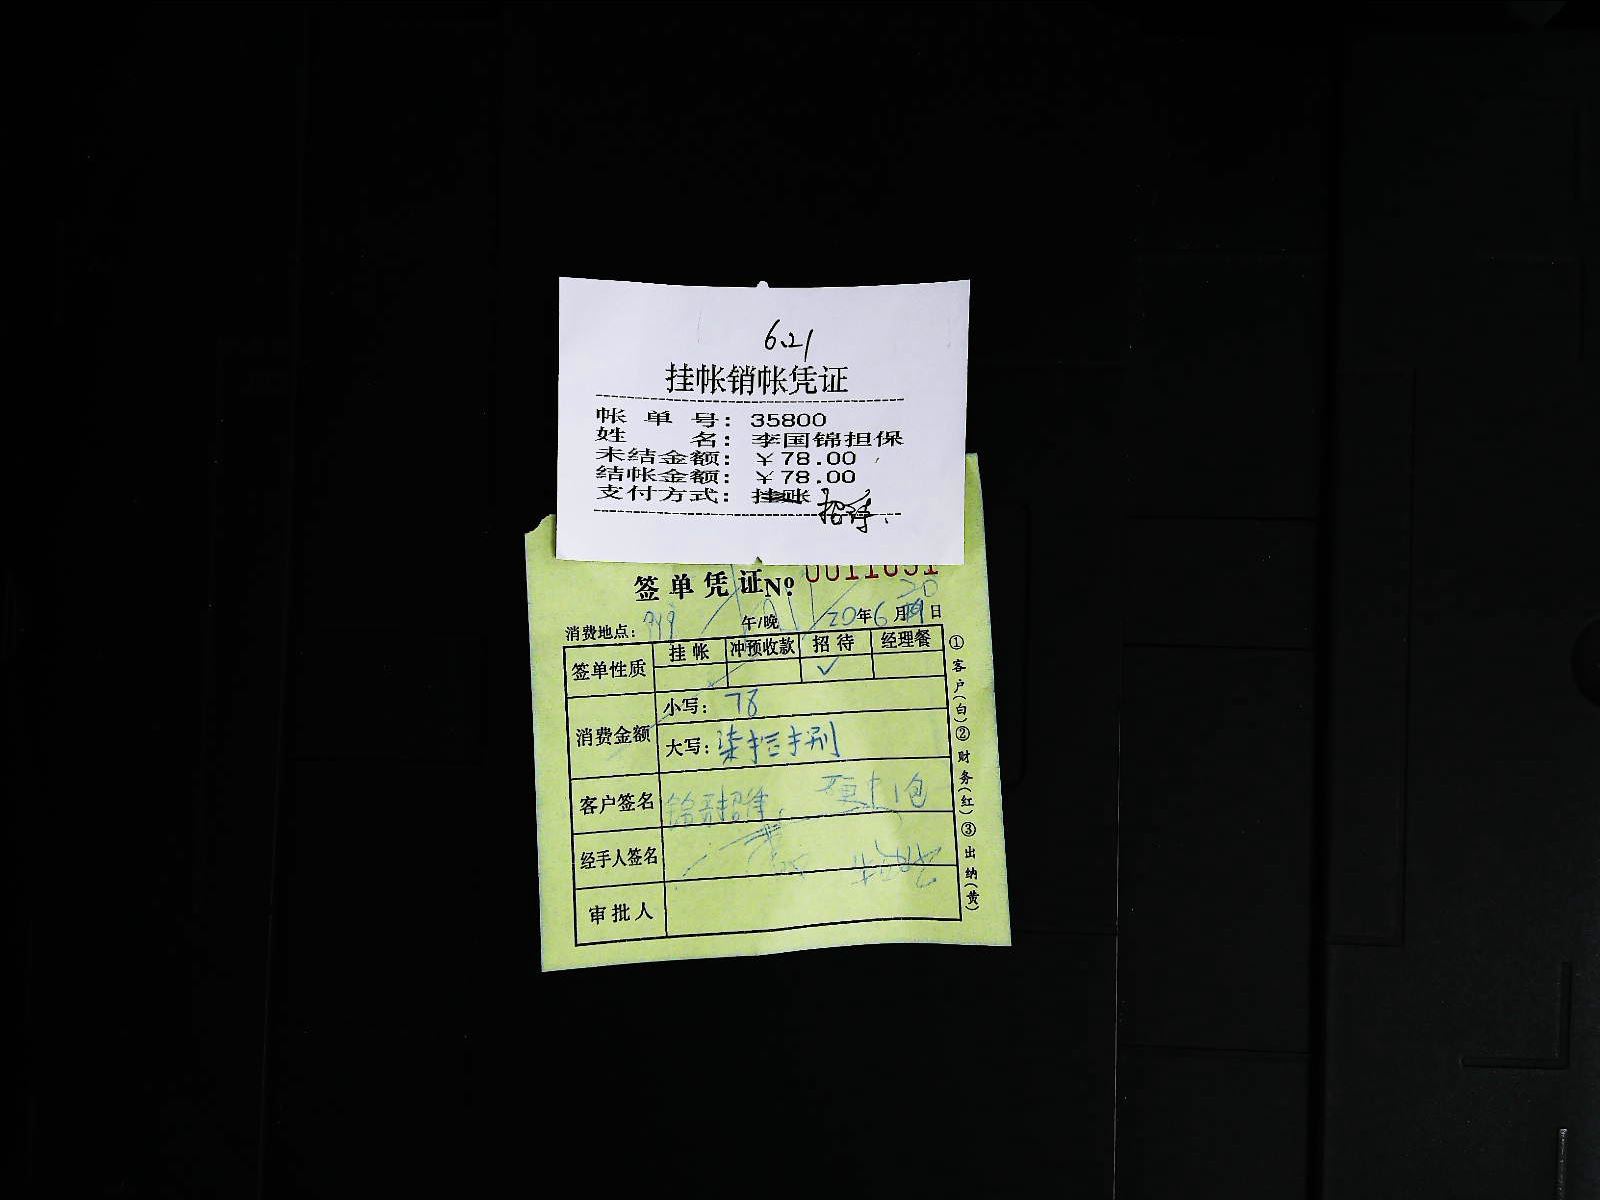 6.21
挂帐销帐凭证
帐单号: 35800
姓名: 李国锦担保
未结金额: ￥78.00
结帐金额: ￥78.00
支付方式: 挂账 招待.
签单凭证 №
消费地点: 午/晚 20年6月 日
签单性质 挂帐 冲预收款 招待 ✓ 经理餐
消费金额 小写: 78
大写: 柒拾
客户签名 锦哥招待
经手人签名
审批人
①客户(白)②财务(红)③出纳(黄)